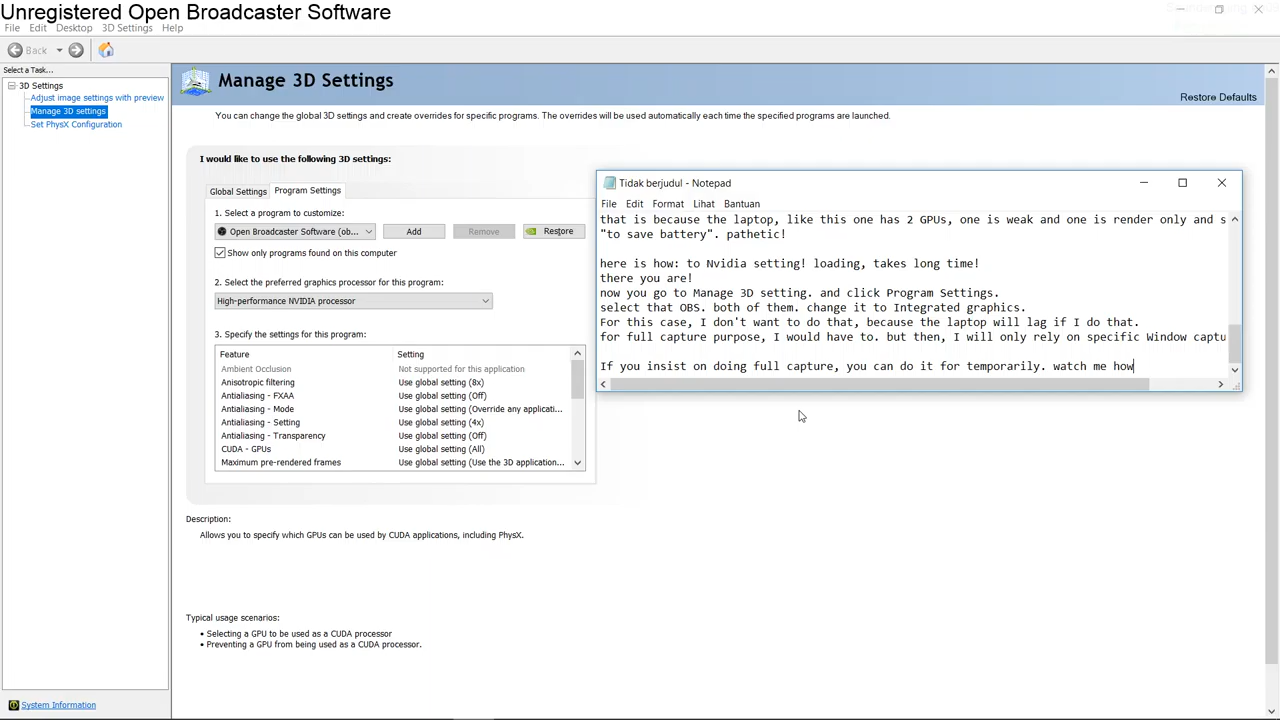 Unregistered Open Broadcaster Software
File Edit Desktop 3D Settings Help
Back
Select a Task...
3D Settings
Adjust image settings with preview
Manage 3D settings
Set PhysX Configuration
Manage 3D Settings
Restore Defaults
You can change the global 3D settings and create overrides for specific programs. The overrides will be used automatically each time the specified programs are launched.
I would like to use the following 3D settings:
Global Settings Program Settings
1. Select a program to customize:
Open Broadcaster Software (ob... Add Remove Restore
Show only programs found on this computer
2. Select the preferred graphics processor for this program:
High-performance NVIDIA processor
3. Specify the settings for this program:
Feature Setting
Ambient Occlusion Not supported for this application
Anisotropic filtering Use global setting (8x)
Antialiasing - FXAA Use global setting (Off)
Antialiasing - Mode Use global setting (Override any applicati...
Antialiasing - Setting Use global setting (4x)
Antialiasing - Transparency Use global setting (Off)
CUDA - GPUs Use global setting (All)
Maximum pre-rendered frames Use global setting (Use the 3D application...
Tidak berjudul - Notepad
File Edit Format Lihat Bantuan
that is because the laptop, like this one has 2 GPUs, one is weak and one is render only and s
"to save battery". pathetic!
here is how: to Nvidia setting! loading, takes long time!
there you are!
now you go to Manage 3D setting. and click Program Settings.
select that OBS. both of them. change it to Integrated graphics.
For this case, I don't want to do that, because the laptop will lag if I do that.
for full capture purpose, I would have to. but then, I will only rely on specific Window captu
If you insist on doing full capture, you can do it for temporarily. watch me how
Description:
Allows you to specify which GPUs can be used by CUDA applications, including PhysX.
Typical usage scenarios:
• Selecting a GPU to be used as a CUDA processor
• Preventing a GPU from being used as a CUDA processor.
System Information